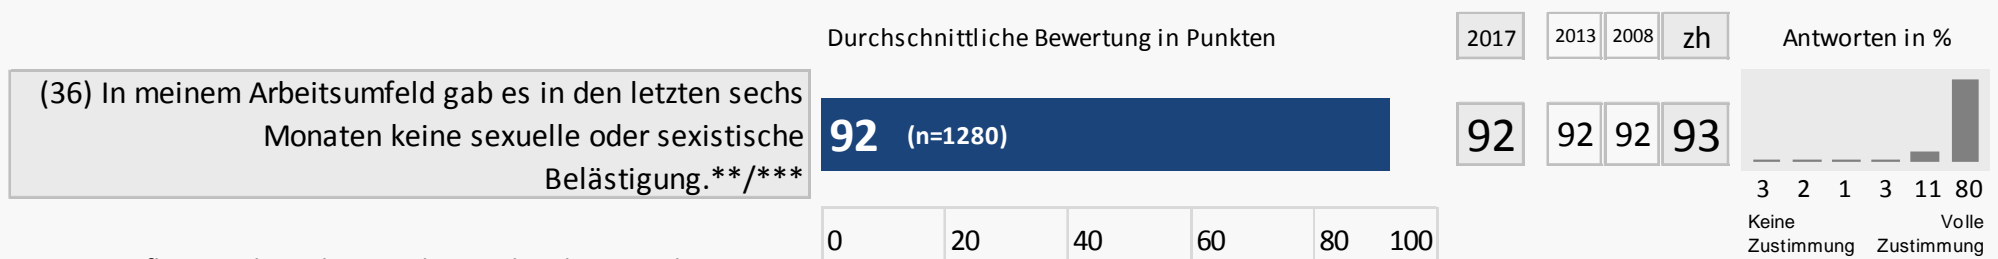 Durchschnittliche Bewertung in Punkten
2017 2013 2008 zh Antworten in %
(36) In meinem Arbeitsumfeld gab es in den letzten sechs
Monaten keine sexuelle oder sexistische
Belästigung.**/***
92 (n=1280)
92 92 92 93
3 2 1 3 11 80
Keine Zustimmung
Volle Zustimmung
0 20 40 60 80 100